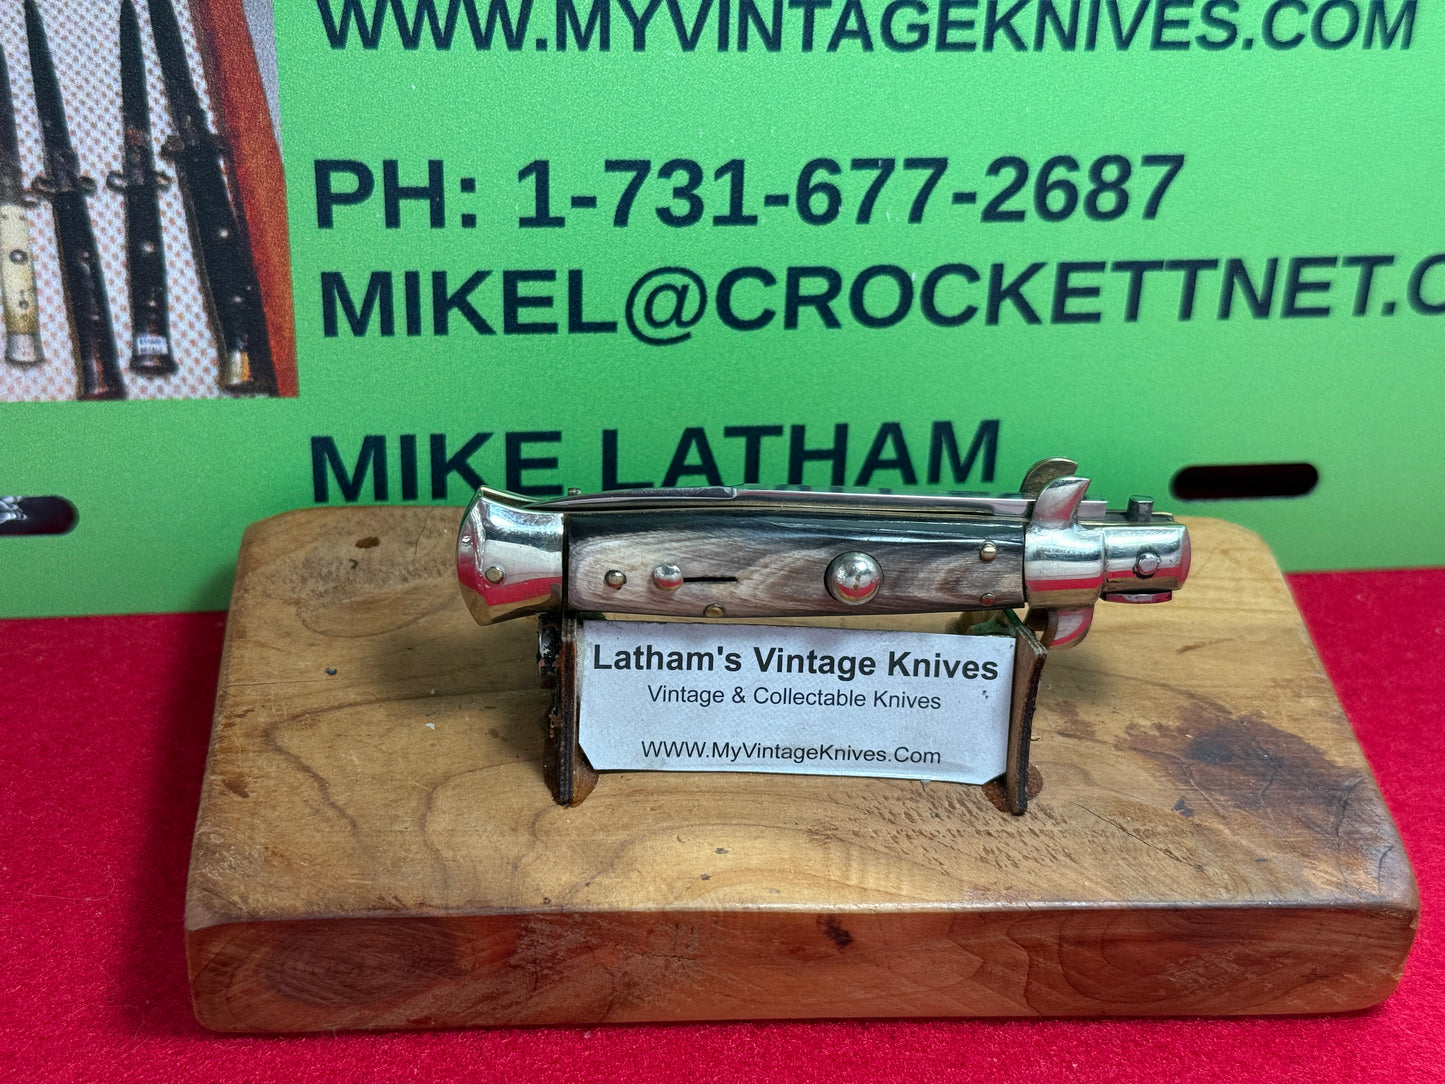 WWW.MYVINTAGEKNIVES.COM
PH: 1-731-677-2687
MIKEL@CROCKETTNET.C
MIKE LATHAM
Latham's Vintage Knives
Vintage & Collectable Knives
WWW.MyVintageKnives.Com